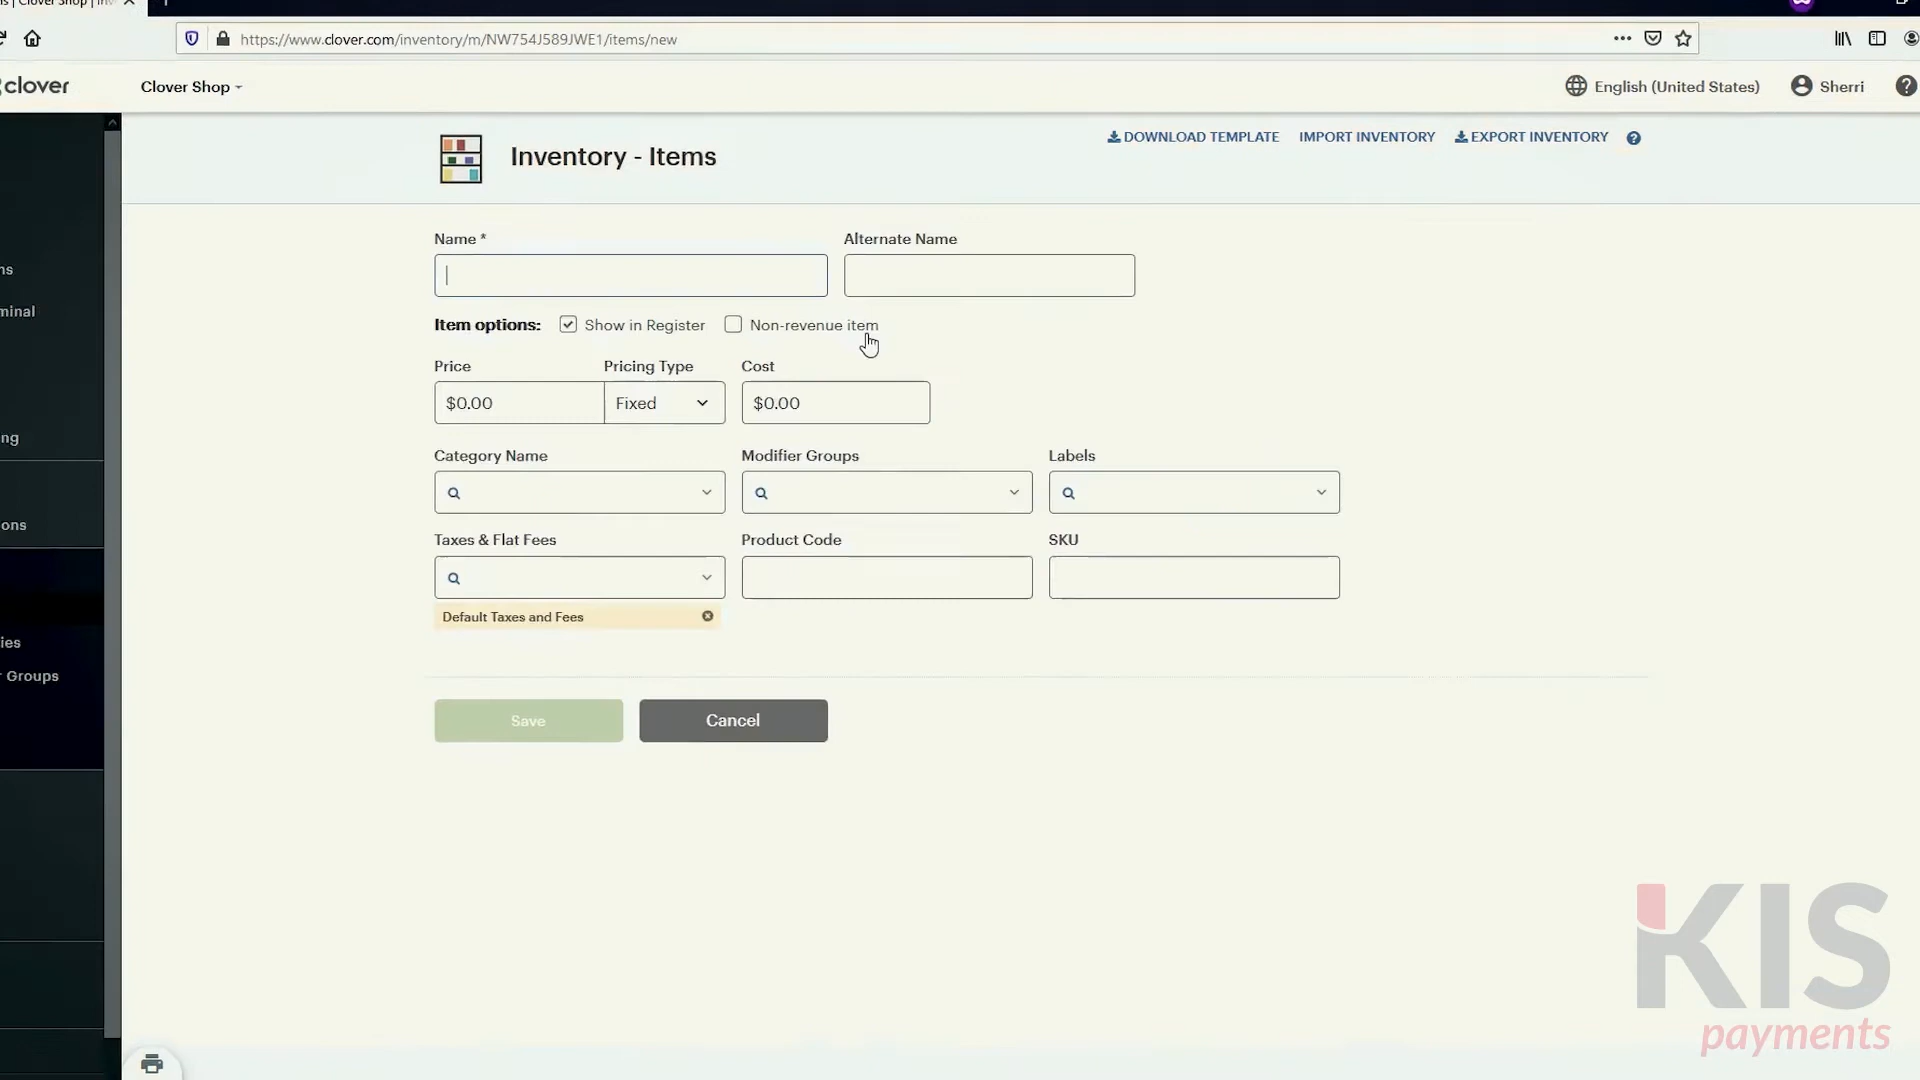 https://www.clover.com/inventory/m/NW754J589JWE1/items/new
clover
Clover Shop
English (United States)
Sherri
DOWNLOAD TEMPLATE
IMPORT INVENTORY
EXPORT INVENTORY
Inventory - Items
Name *
Alternate Name
Item options:
Show in Register
Non-revenue item
Price
Pricing Type
Cost
$0.00
Fixed
$0.00
Category Name
Modifier Groups
Labels
Taxes & Flat Fees
Product Code
SKU
Default Taxes and Fees
Save
Cancel
ns
minal
ng
ons
ies
r Groups
KIS
payments